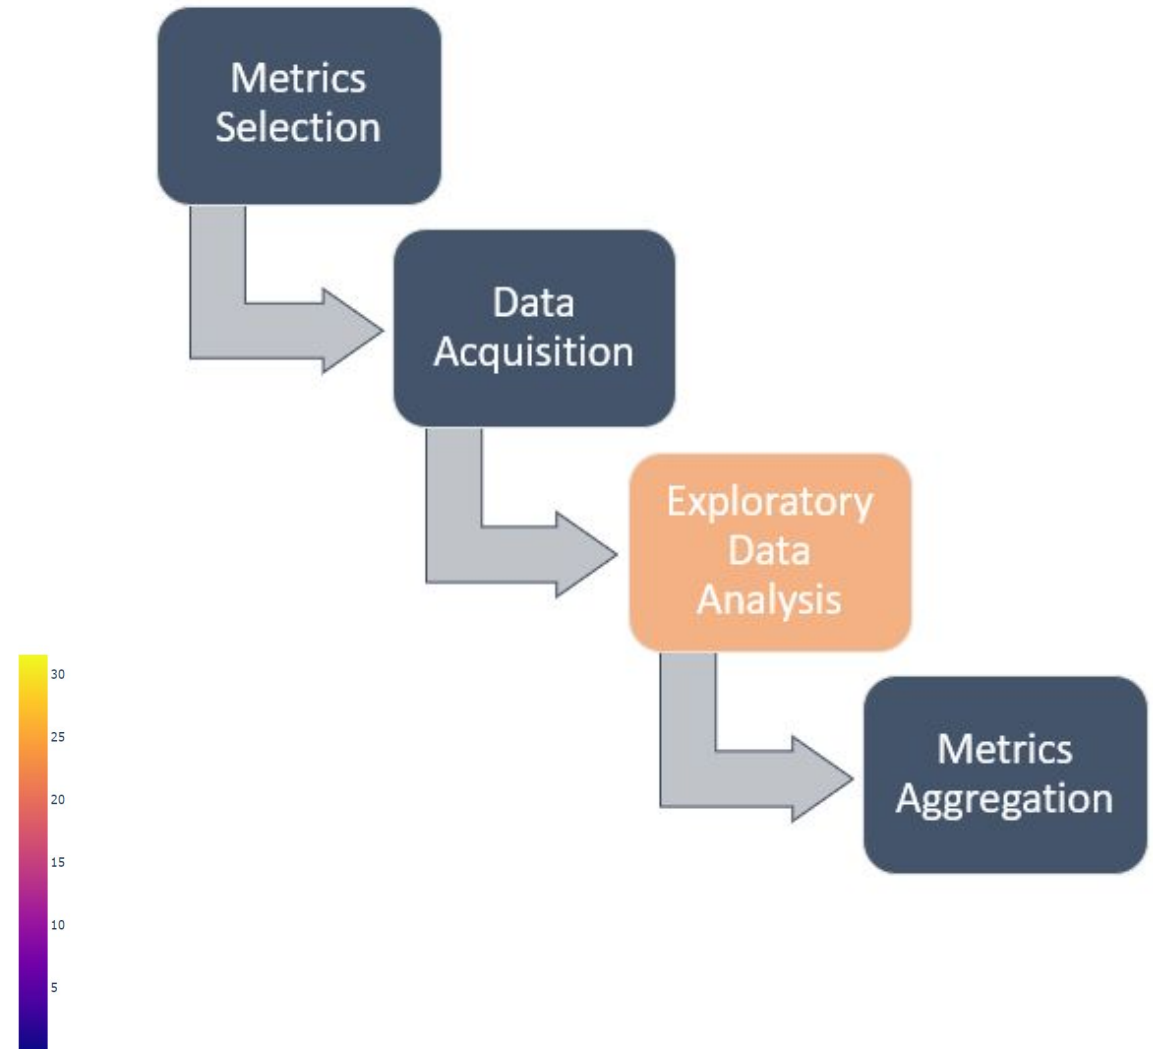 Metrics
Selection
Data
Acquisition
Exploratory
Data
Analysis
Metrics
Aggregation
30
25
20
15
10
5